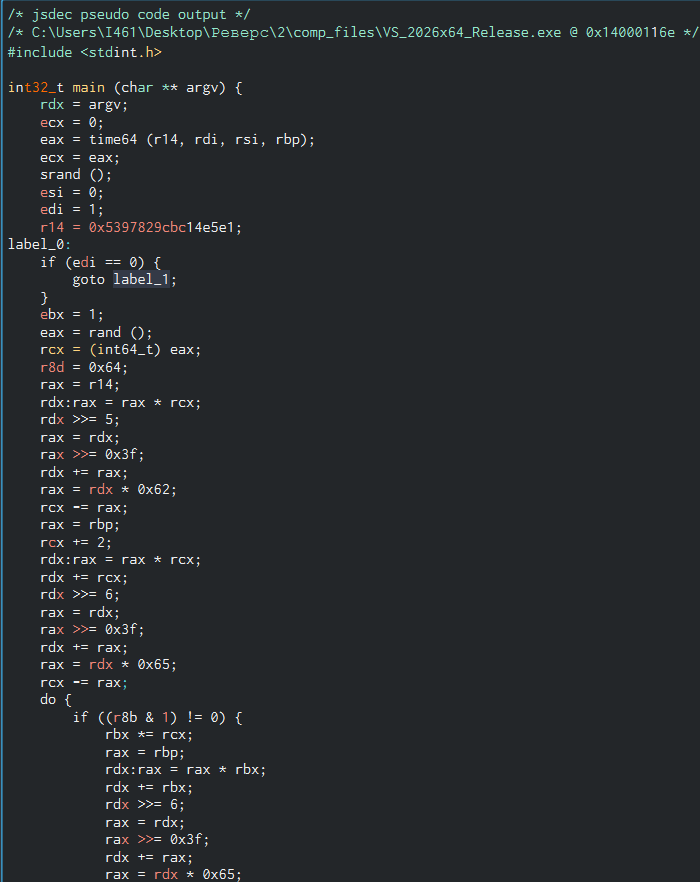 /* jsdec pseudo code output */
/* C:\Users\I461\Desktop\Реверс\2\comp_files\VS_2026x64_Release.exe @ 0x14000116e */
#include <stdint.h>
int32_t main (char ** argv) {
rdx = argv;
ecx = 0;
eax = time64 (r14, rdi, rsi, rbp);
ecx = eax;
srand ();
esi = 0;
edi = 1;
r14 = 0x5397829cbc14e5e1;
label_0:
if (edi == 0) {
goto label_1;
}
ebx = 1;
eax = rand ();
rcx = (int64_t) eax;
r8d = 0x64;
rax = r14;
rdx:rax = rax * rcx;
rdx >>= 5;
rax = rdx;
rax >>= 0x3f;
rdx += rax;
rax = rdx * 0x62;
rcx -= rax;
rax = rbp;
rcx += 2;
rdx:rax = rax * rcx;
rdx += rcx;
rdx >>= 6;
rax = rdx;
rax >>= 0x3f;
rdx += rax;
rax = rdx * 0x65;
rcx -= rax;
do {
if ((r8b & 1) != 0) {
rbx *= rcx;
rax = rbp;
rdx:rax = rax * rbx;
rdx += rbx;
rdx >>= 6;
rax = rdx;
rax >>= 0x3f;
rdx += rax;
rax = rdx * 0x65;